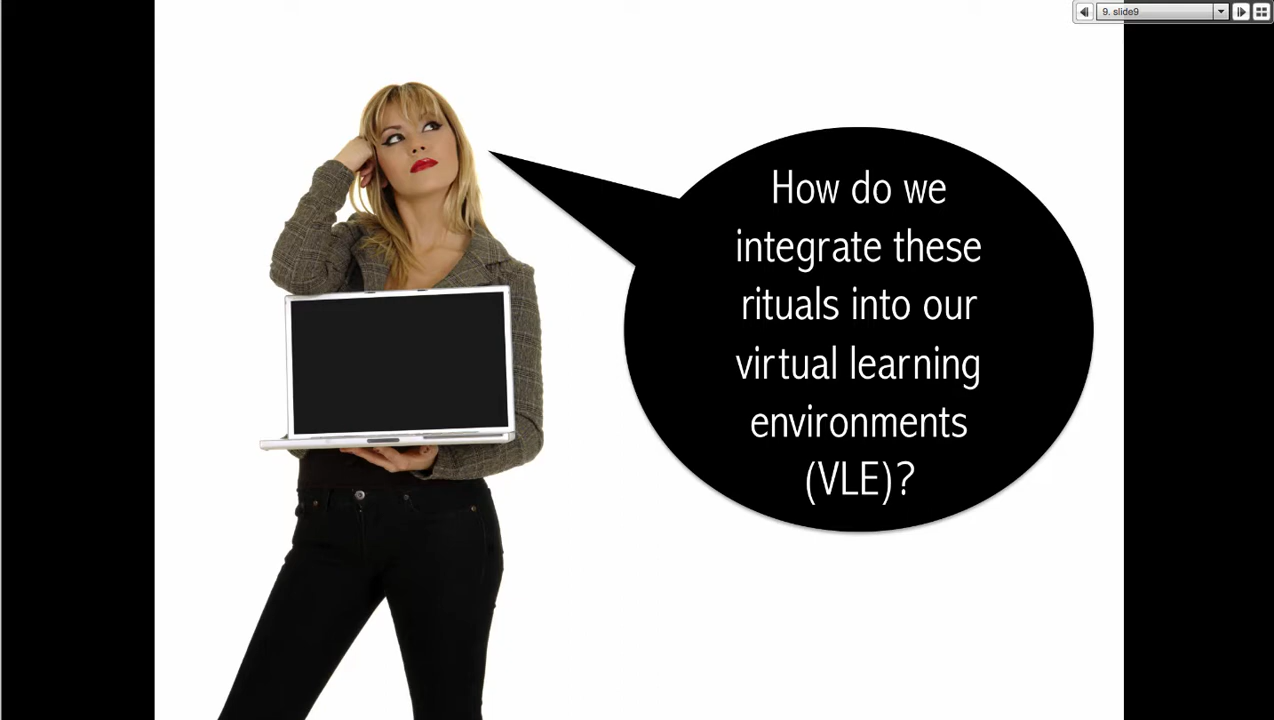 9. slide9
How do we
integrate these
rituals into our
virtual learning
environments
(VLE)?